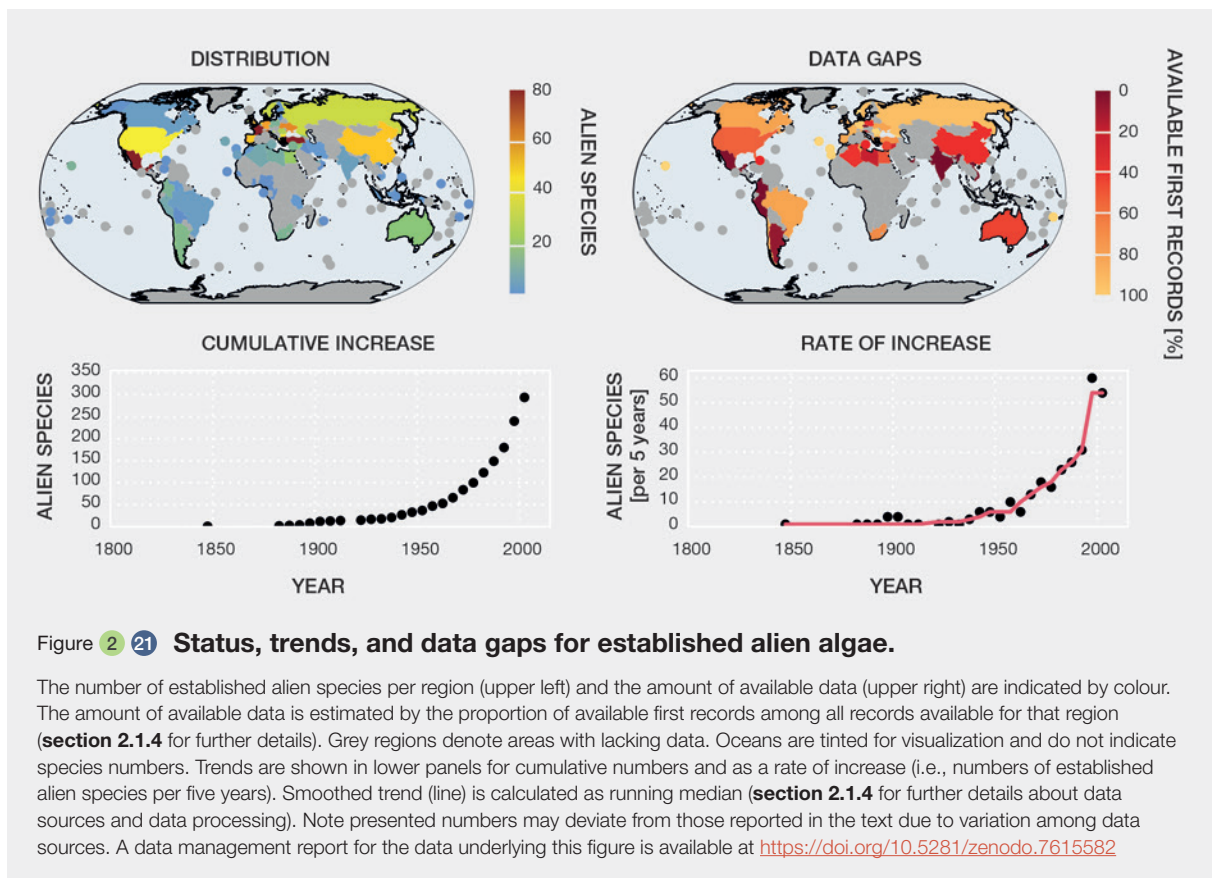 DISTRIBUTION
80
60
40
20
ALIEN SPECIES
DATA GAPS
0
20
40
60
80
100
AVAILABLE FIRST RECORDS [%]
CUMULATIVE INCREASE
ALIEN SPECIES
350
300
250
200
150
100
50
0
1800
1850
1900
1950
2000
YEAR
RATE OF INCREASE
ALIEN SPECIES
[per 5 years]
60
50
40
30
20
10
0
1800
1850
1900
1950
2000
YEAR
Figure 2 21 Status, trends, and data gaps for established alien algae.
The number of established alien species per region (upper left) and the amount of available data (upper right) are indicated by colour.
The amount of available data is estimated by the proportion of available first records among all records available for that region
(section 2.1.4 for further details). Grey regions denote areas with lacking data. Oceans are tinted for visualization and do not indicate
species numbers. Trends are shown in lower panels for cumulative numbers and as a rate of increase (i.e., numbers of established
alien species per five years). Smoothed trend (line) is calculated as running median (section 2.1.4 for further details about data
sources and data processing). Note presented numbers may deviate from those reported in the text due to variation among data
sources. A data management report for the data underlying this figure is available at https://doi.org/10.5281/zenodo.7615582